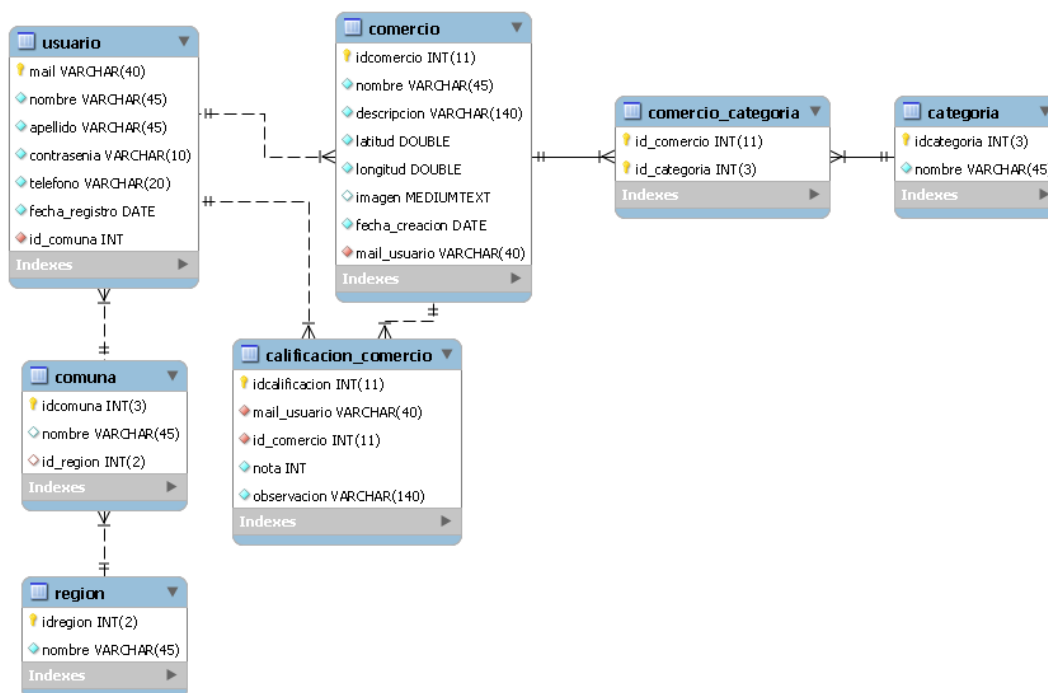 usuario
mail VARCHAR(40)
nombre VARCHAR(45)
apellido VARCHAR(45)
contrasenia VARCHAR(10)
telefono VARCHAR(20)
fecha_registro DATE
id_comuna INT
Indexes
comercio
idcomercio INT(11)
nombre VARCHAR(45)
descripcion VARCHAR(140)
latitud DOUBLE
longitud DOUBLE
imagen MEDIUMTEXT
fecha_creacion DATE
mail_usuario VARCHAR(40)
Indexes
comercio_categoria
id_comercio INT(11)
id_categoria INT(3)
Indexes
categoria
idcategoria INT(3)
nombre VARCHAR(45)
Indexes
calificacion_comercio
idcalificacion INT(11)
mail_usuario VARCHAR(40)
id_comercio INT(11)
nota INT
observacion VARCHAR(140)
Indexes
comuna
idcomuna INT(3)
nombre VARCHAR(45)
id_region INT(2)
Indexes
region
idregion INT(2)
nombre VARCHAR(45)
Indexes